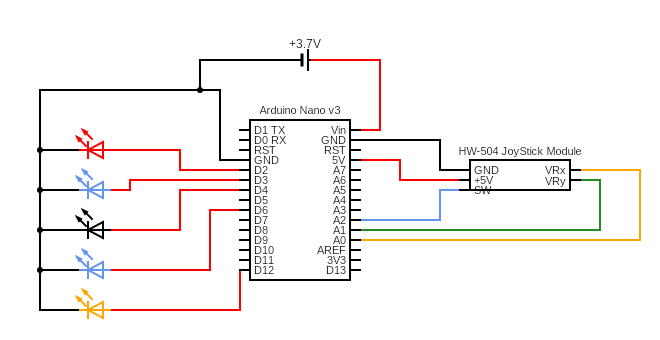 +3.7V
Arduino Nano v3
D1 TX
D0 RX
RST
GND
D2
D3
D4
D5
D6
D7
D8
D9
D10
D11
D12
Vin
GND
RST
5V
A7
A6
A5
A4
A3
A2
A1
A0
AREF
3V3
D13
HW-504 JoyStick Module
GND
+5V
SW
VRx
VRy